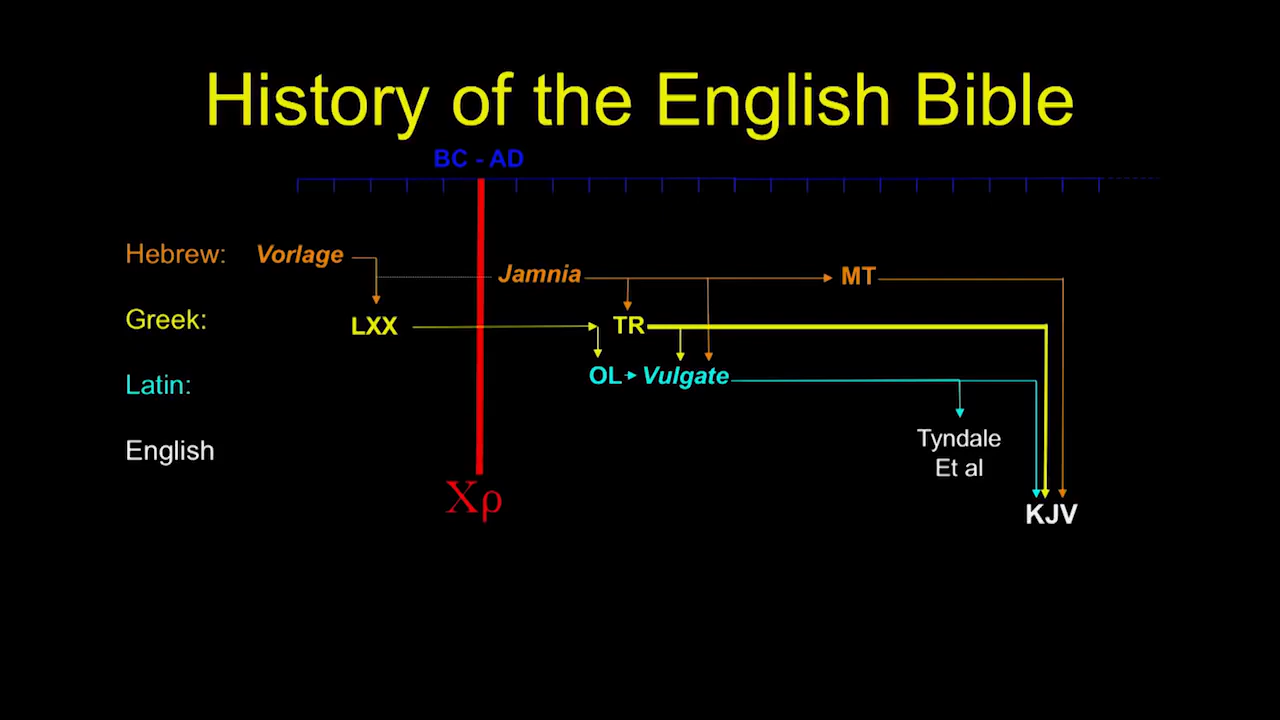 History of the English Bible
BC - AD
Hebrew: Vorlage
Jamnia
MT
Greek:
LXX
TR
Latin:
OL
Vulgate
English
Tyndale
Et al
Χρ
KJV